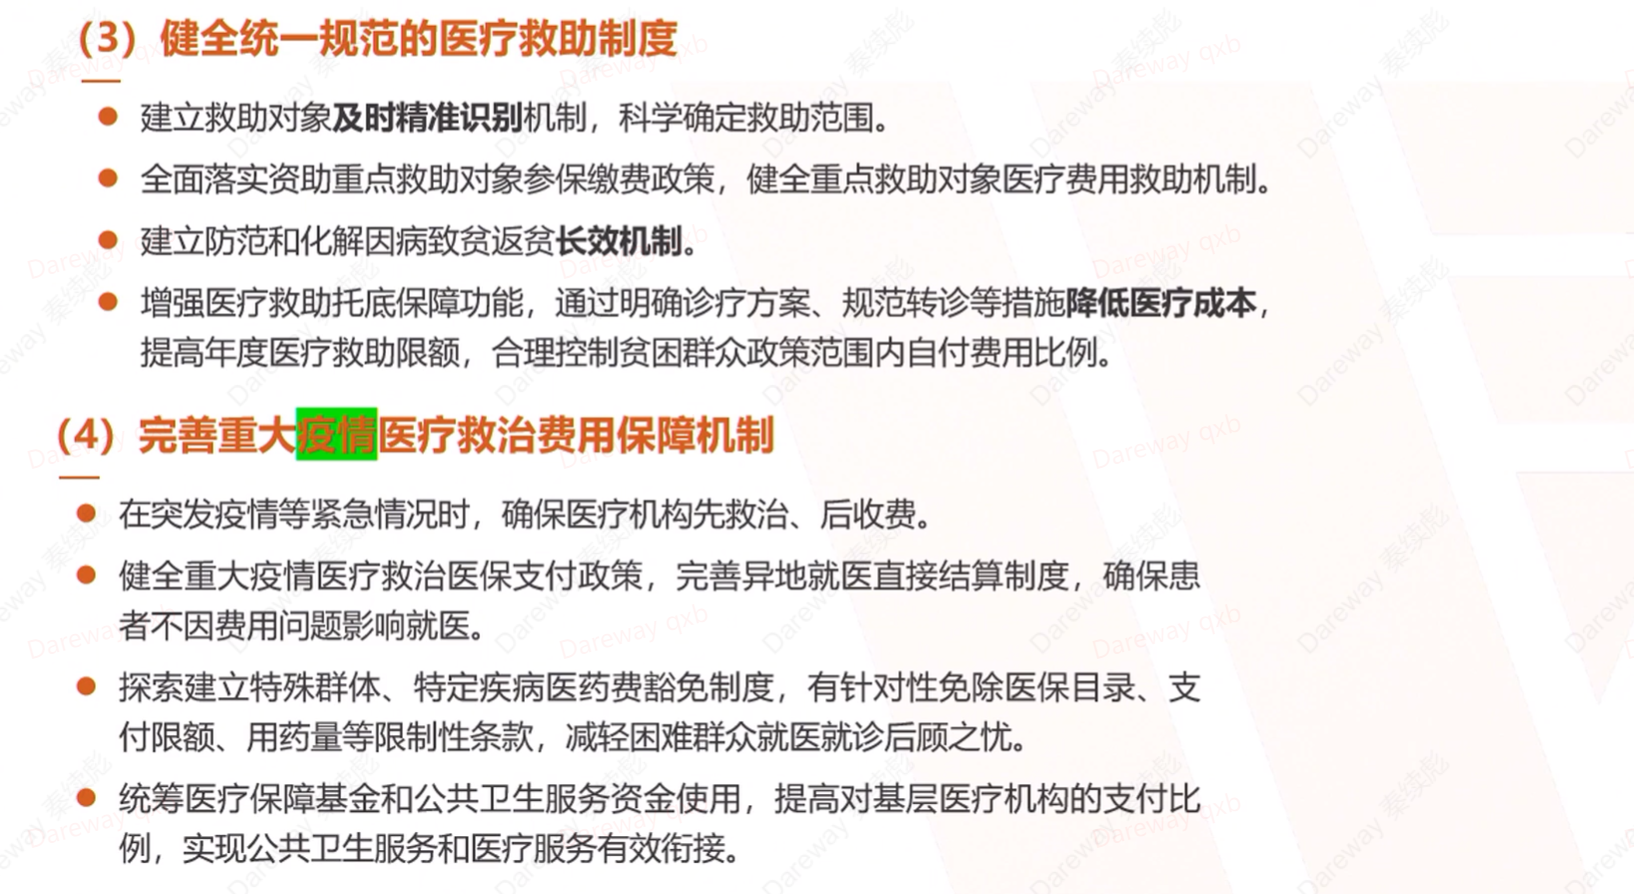 （3）健全统一规范的医疗救助制度
建立救助对象及时精准识别机制，科学确定救助范围。
全面落实资助重点救助对象参保缴费政策，健全重点救助对象医疗费用救助机制。
建立防范和化解因病致贫返贫长效机制。
增强医疗救助托底保障功能，通过明确诊疗方案、规范转诊等措施降低医疗成本，
提高年度医疗救助限额，合理控制贫困群众政策范围内自付费用比例。
（4）完善重大疫情医疗救治费用保障机制
在突发疫情等紧急情况时，确保医疗机构先救治、后收费。
健全重大疫情医疗救治医保支付政策，完善异地就医直接结算制度，确保患
者不因费用问题影响就医。
探索建立特殊群体、特定疾病医药费豁免制度，有针对性免除医保目录、支
付限额、用药量等限制性条款，减轻困难群众就医就诊后顾之忧。
统筹医疗保障基金和公共卫生服务资金使用，提高对基层医疗机构的支付比
例，实现公共卫生服务和医疗服务有效衔接。
Dareway 秦续彪
Dareway qxb